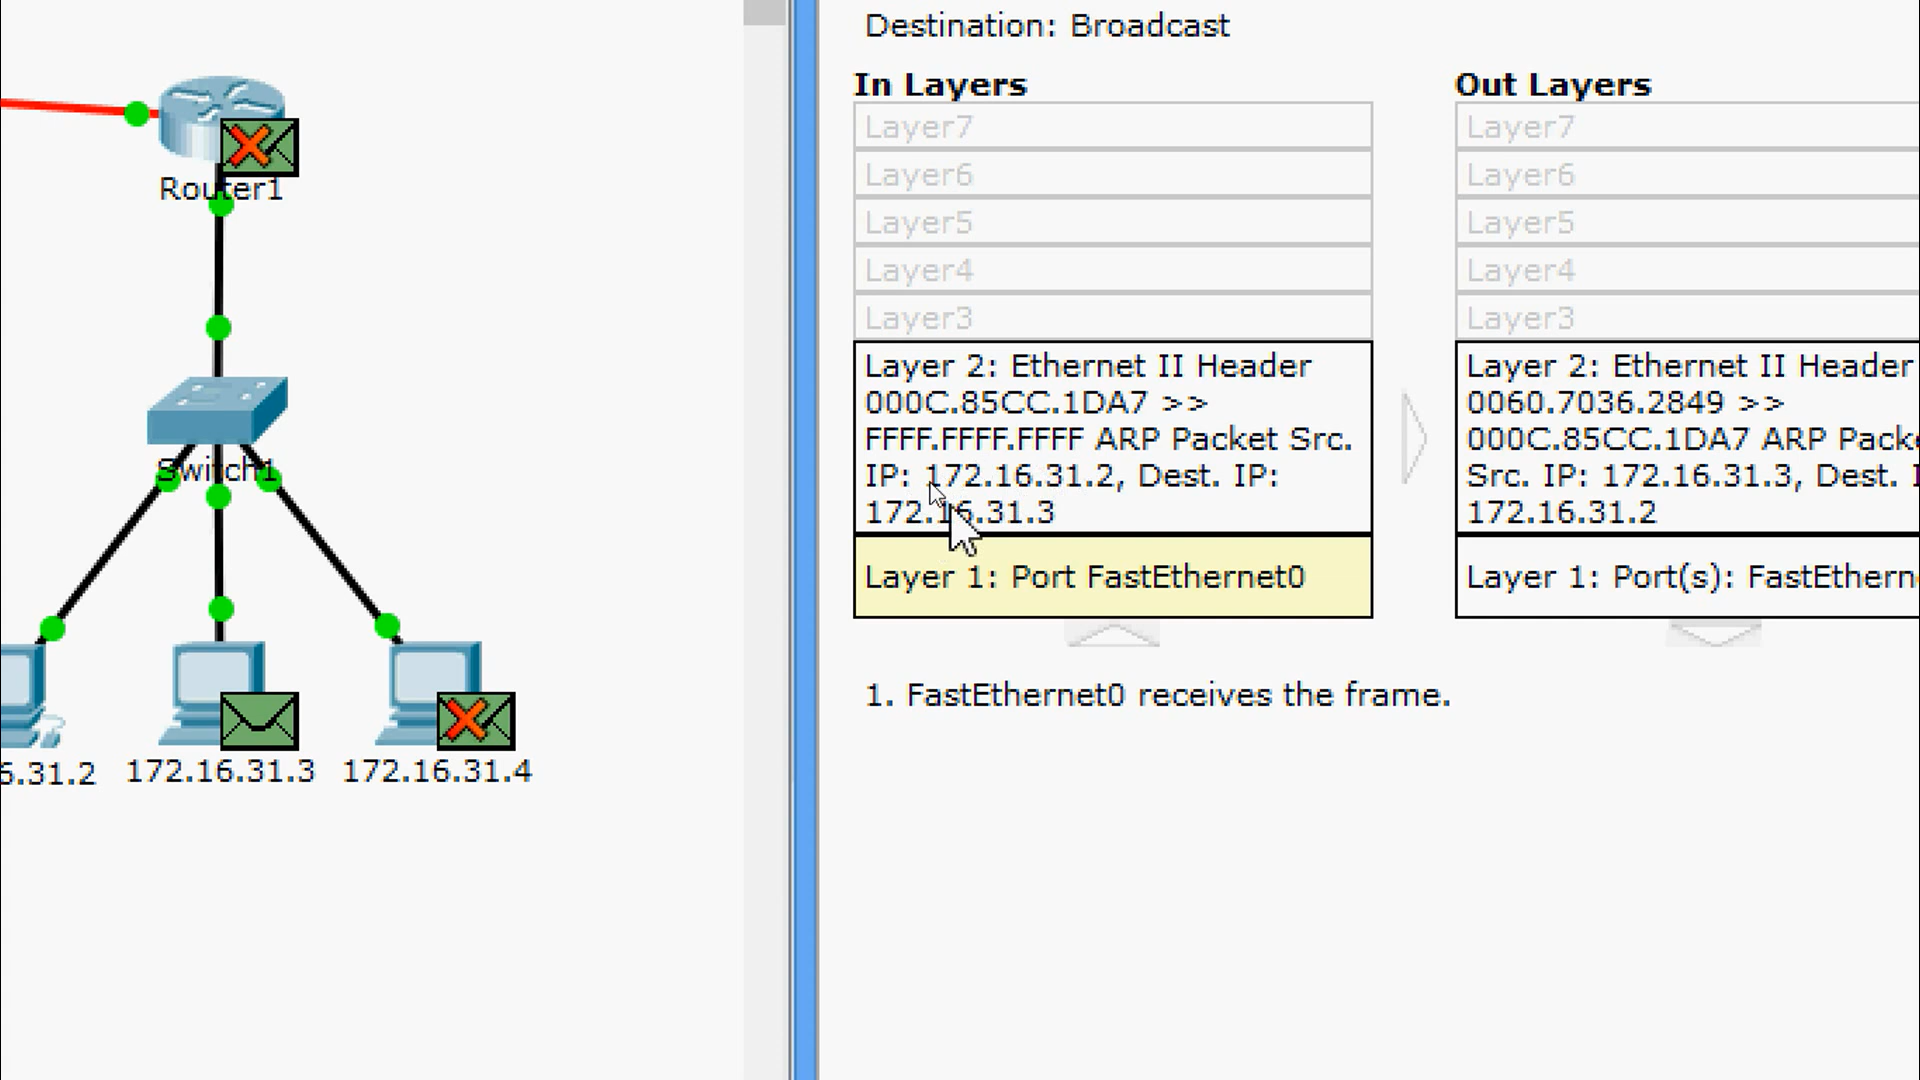 Router1
Switch1
6.31.2
172.16.31.3
172.16.31.4
Destination: Broadcast
In Layers
Layer7
Layer6
Layer5
Layer4
Layer3
Layer 2: Ethernet II Header
000C.85CC.1DA7 >>
FFFF.FFFF.FFFF ARP Packet Src.
IP: 172.16.31.2, Dest. IP:
172.16.31.3
Layer 1: Port FastEthernet0
1. FastEthernet0 receives the frame.
Out Layers
Layer7
Layer6
Layer5
Layer4
Layer3
Layer 2: Ethernet II Header
0060.7036.2849 >>
000C.85CC.1DA7 ARP Packe
Src. IP: 172.16.31.3, Dest. I
172.16.31.2
Layer 1: Port(s): FastEthern